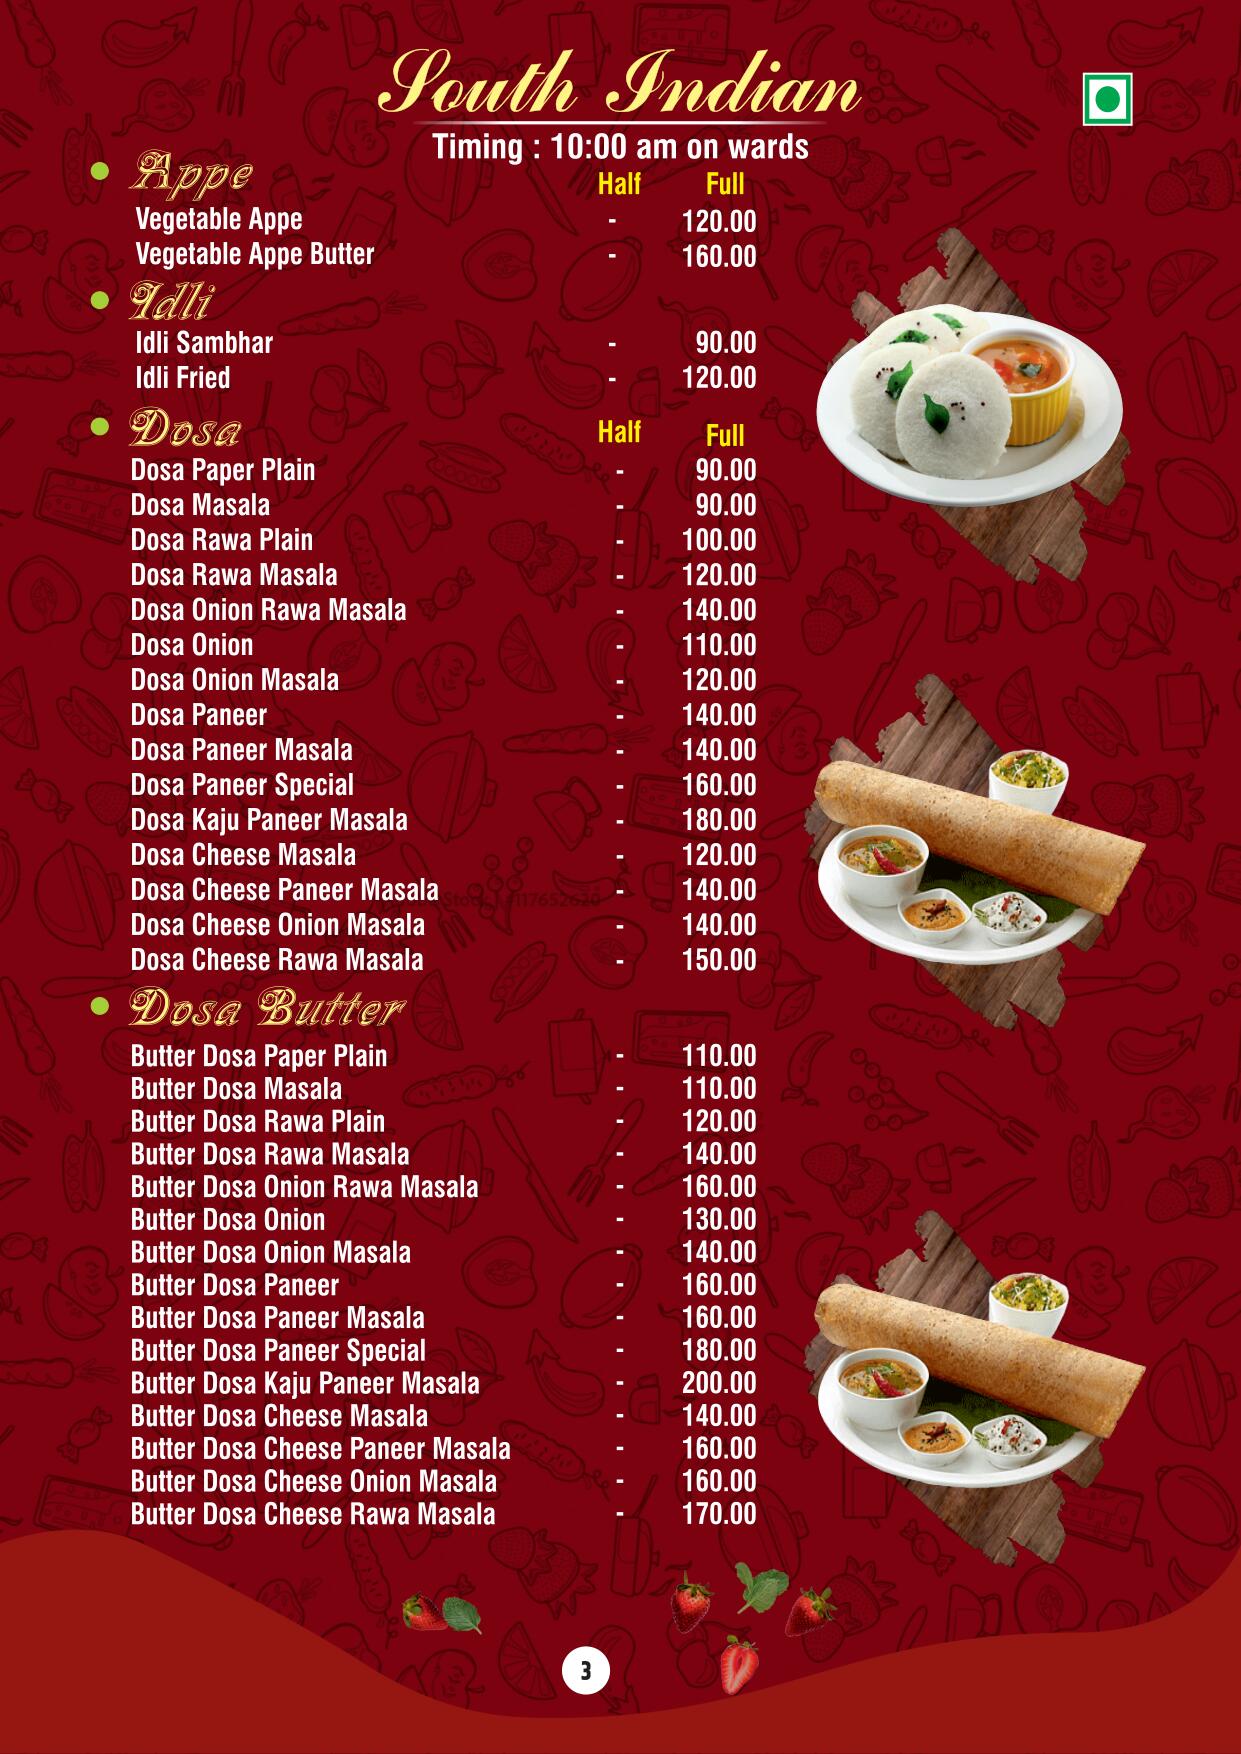 South Indian
Timing : 10:00 am on wards
Appe Half Full
Vegetable Appe - 120.00
Vegetable Appe Butter - 160.00
Idli
Idli Sambhar - 90.00
Idli Fried - 120.00
Dosa Half Full
Dosa Paper Plain - 90.00
Dosa Masala - 90.00
Dosa Rawa Plain - 100.00
Dosa Rawa Masala - 120.00
Dosa Onion Rawa Masala - 140.00
Dosa Onion - 110.00
Dosa Onion Masala - 120.00
Dosa Paneer - 140.00
Dosa Paneer Masala - 140.00
Dosa Paneer Special - 160.00
Dosa Kaju Paneer Masala - 180.00
Dosa Cheese Masala - 120.00
Dosa Cheese Paneer Masala - 140.00
Dosa Cheese Onion Masala - 140.00
Dosa Cheese Rawa Masala - 150.00
Dosa Butter
Butter Dosa Paper Plain - 110.00
Butter Dosa Masala - 110.00
Butter Dosa Rawa Plain - 120.00
Butter Dosa Rawa Masala - 140.00
Butter Dosa Onion Rawa Masala - 160.00
Butter Dosa Onion - 130.00
Butter Dosa Onion Masala - 140.00
Butter Dosa Paneer - 160.00
Butter Dosa Paneer Masala - 160.00
Butter Dosa Paneer Special - 180.00
Butter Dosa Kaju Paneer Masala - 200.00
Butter Dosa Cheese Masala - 140.00
Butter Dosa Cheese Paneer Masala - 160.00
Butter Dosa Cheese Onion Masala - 160.00
Butter Dosa Cheese Rawa Masala - 170.00
3